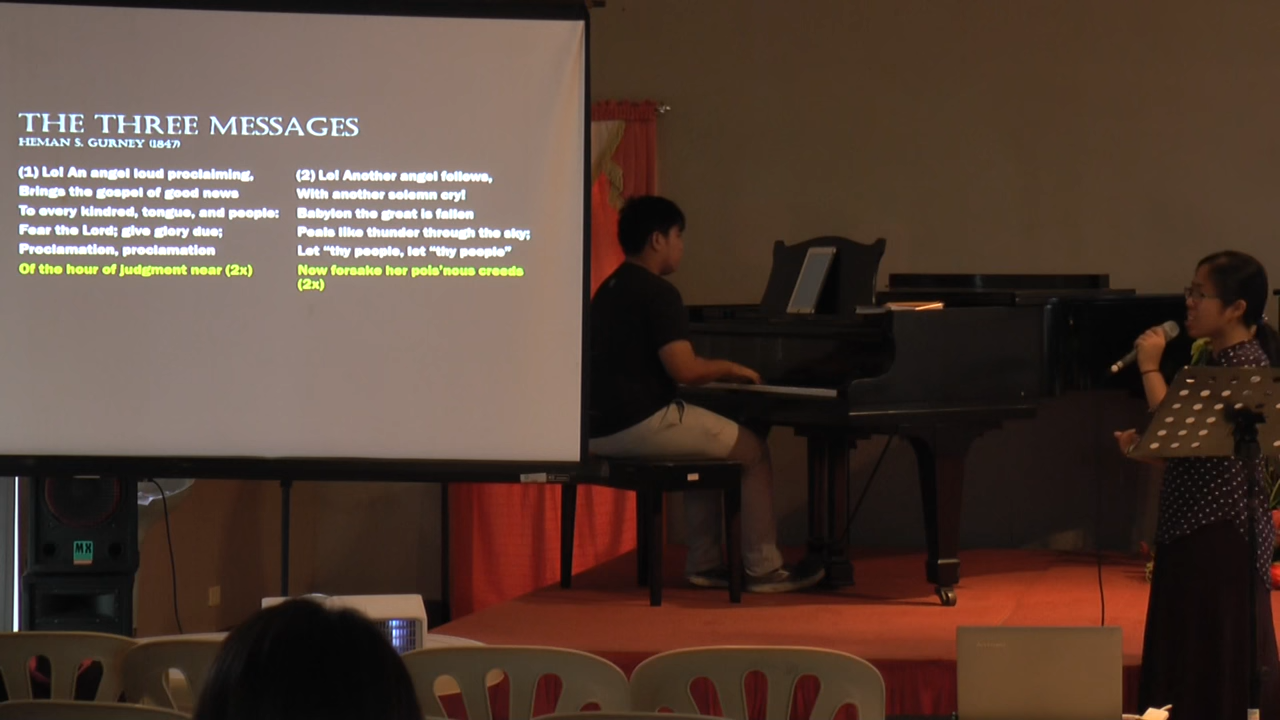 THE THREE MESSAGES
HEMAN S. GURNEY (1847)
(1) Lo! An angel loud proclaiming,
Brings the gospel of good news
To every kindred, tongue, and people:
Fear the Lord; give glory due;
Proclamation, proclamation
Of the hour of judgment near (2x)
(2) Lo! Another angel follows,
With another solemn cry!
Babylon the great is fallen
Peals like thunder through the sky;
Let "thy people, let "thy people"
Now forsake her pois'nous creeds
(2x)
MX